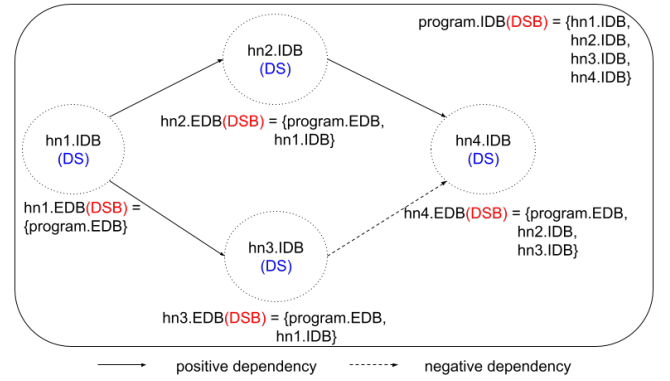 program.IDB(DSB) = {hn1.IDB,
hn2.IDB,
hn3.IDB,
hn4.IDB}
hn2.IDB
(DS)
hn2.EDB(DSB) = {program.EDB,
hn1.IDB}
hn1.IDB
(DS)
hn1.EDB(DSB) =
{program.EDB}
hn4.IDB
(DS)
hn4.EDB(DSB) = {program.EDB,
hn2.IDB,
hn3.IDB}
hn3.IDB
(DS)
hn3.EDB(DSB) = {program.EDB,
hn1.IDB}
positive dependency
negative dependency